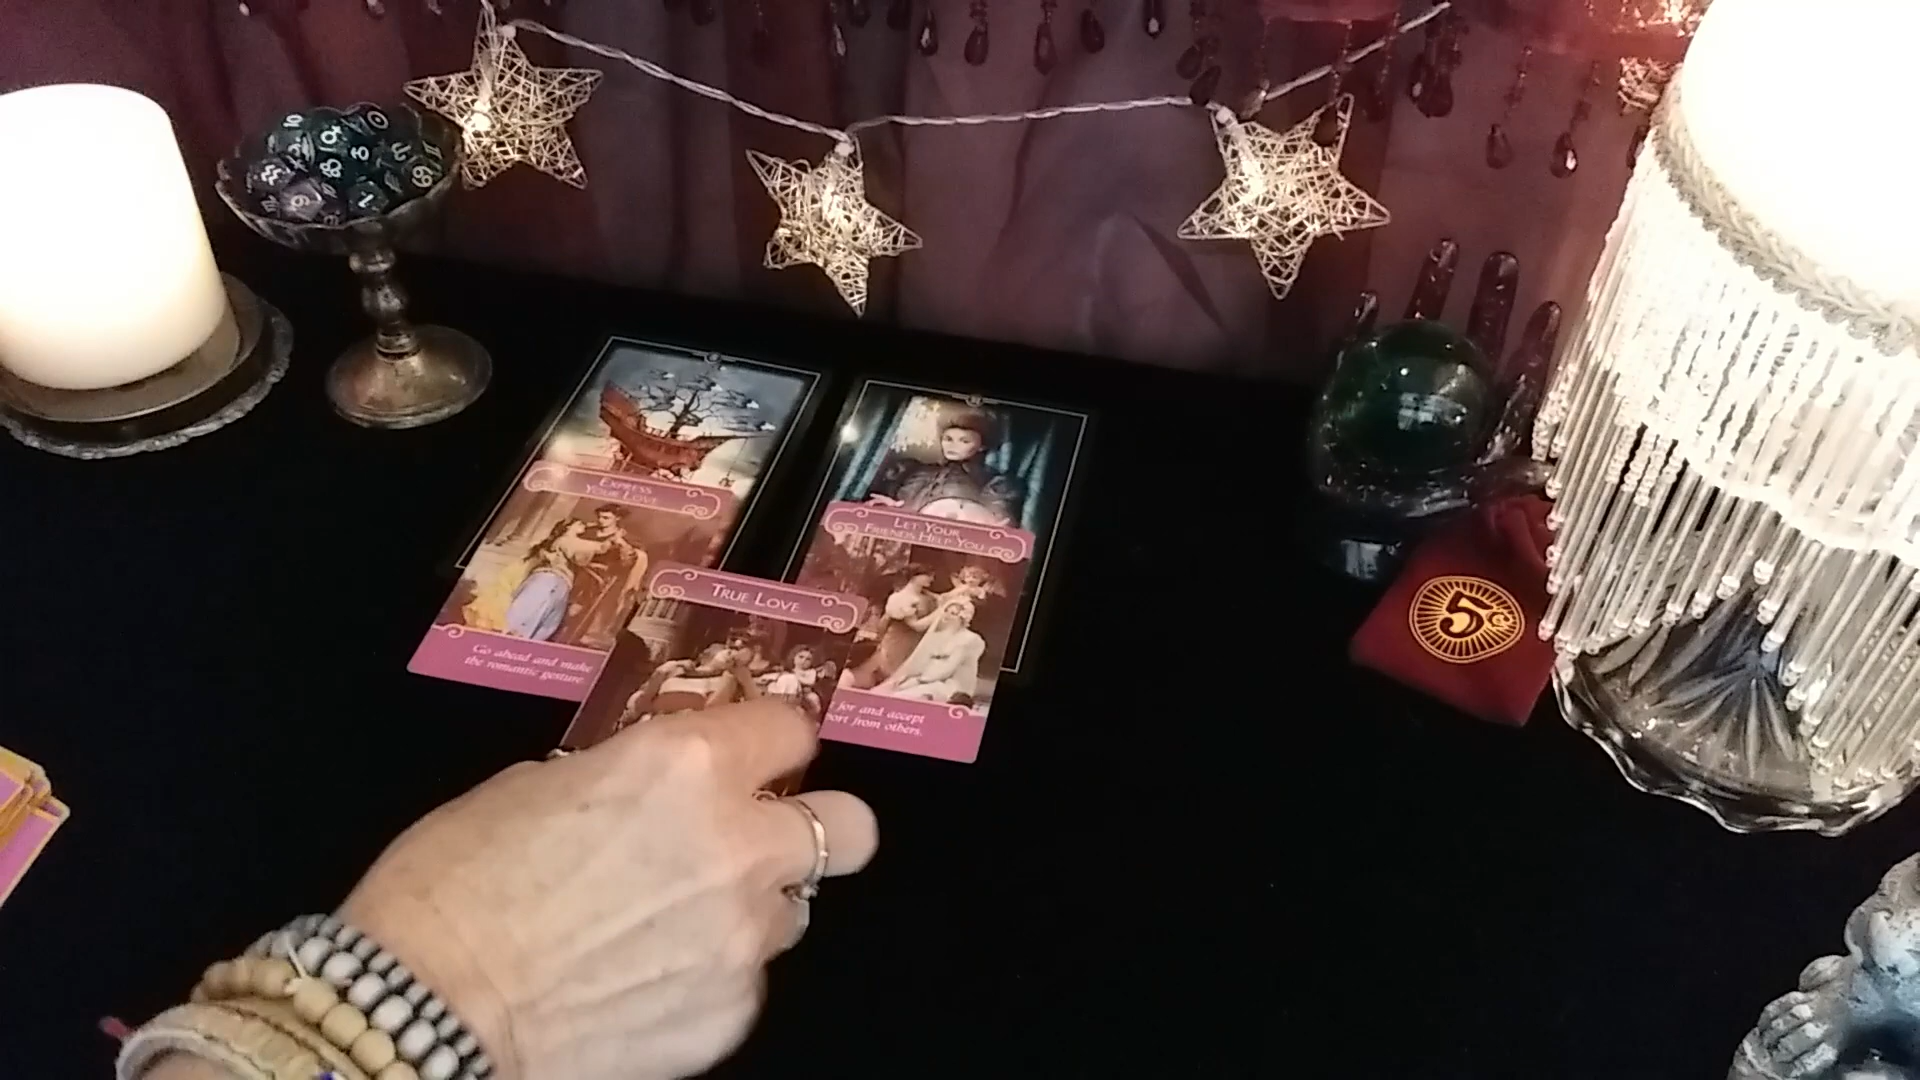 EXPRESS
YOUR LOVE
Go ahead and make
the romantic gesture.
LET YOUR
FRIENDS HELP YOU
for and accept
from others.
TRUE LOVE
5